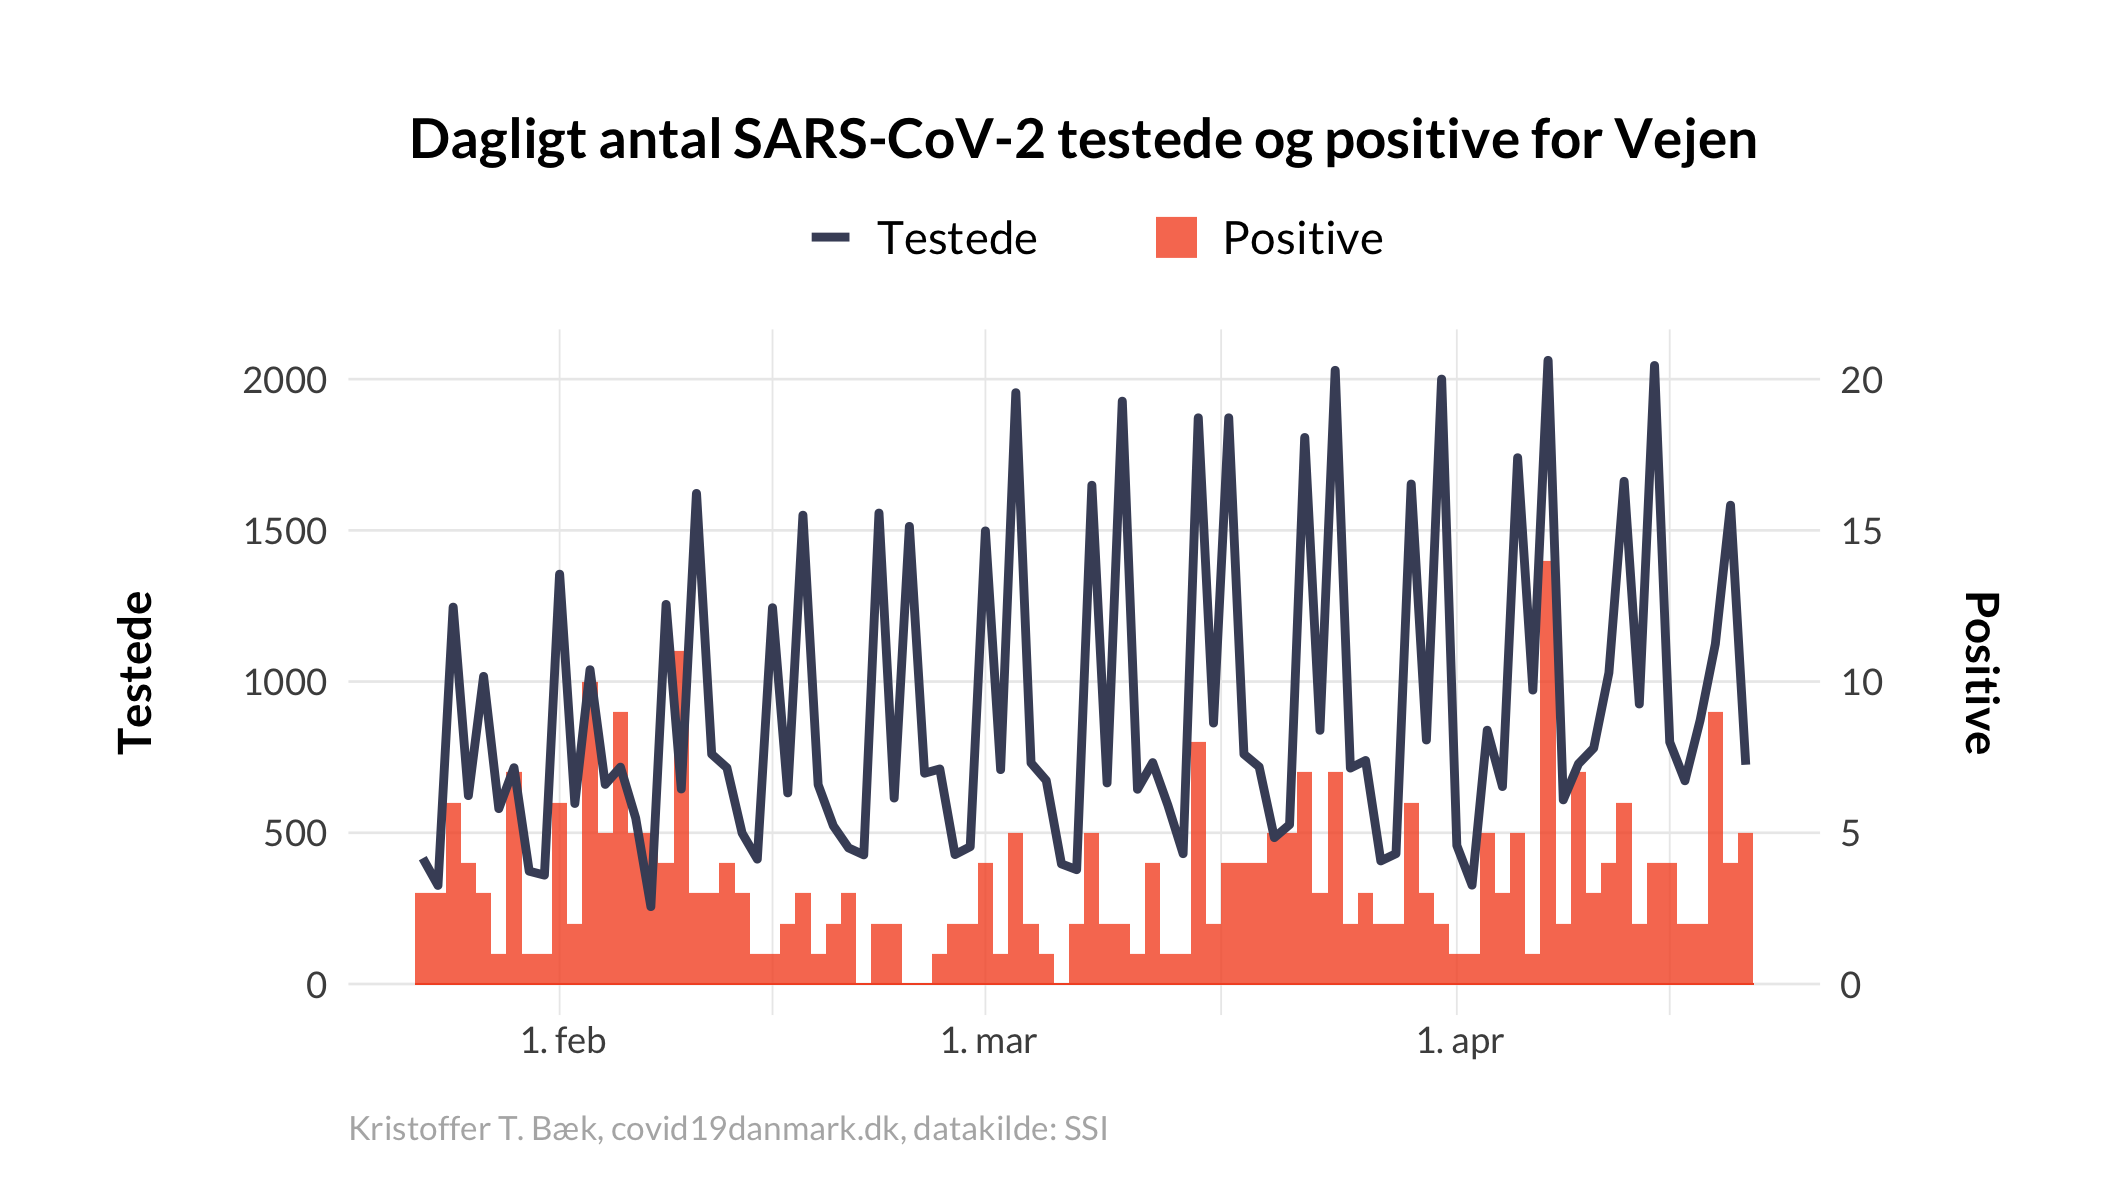 Dagligt antal SARS-CoV-2 testede og positive for Vejen
Testede
Positive
2000
1500
1000
500
0
Testede
20
15
10
5
0
Positive
1. feb
1. mar
1. apr
Kristoffer T. Bæk, covid19danmark.dk, datakilde: SSI